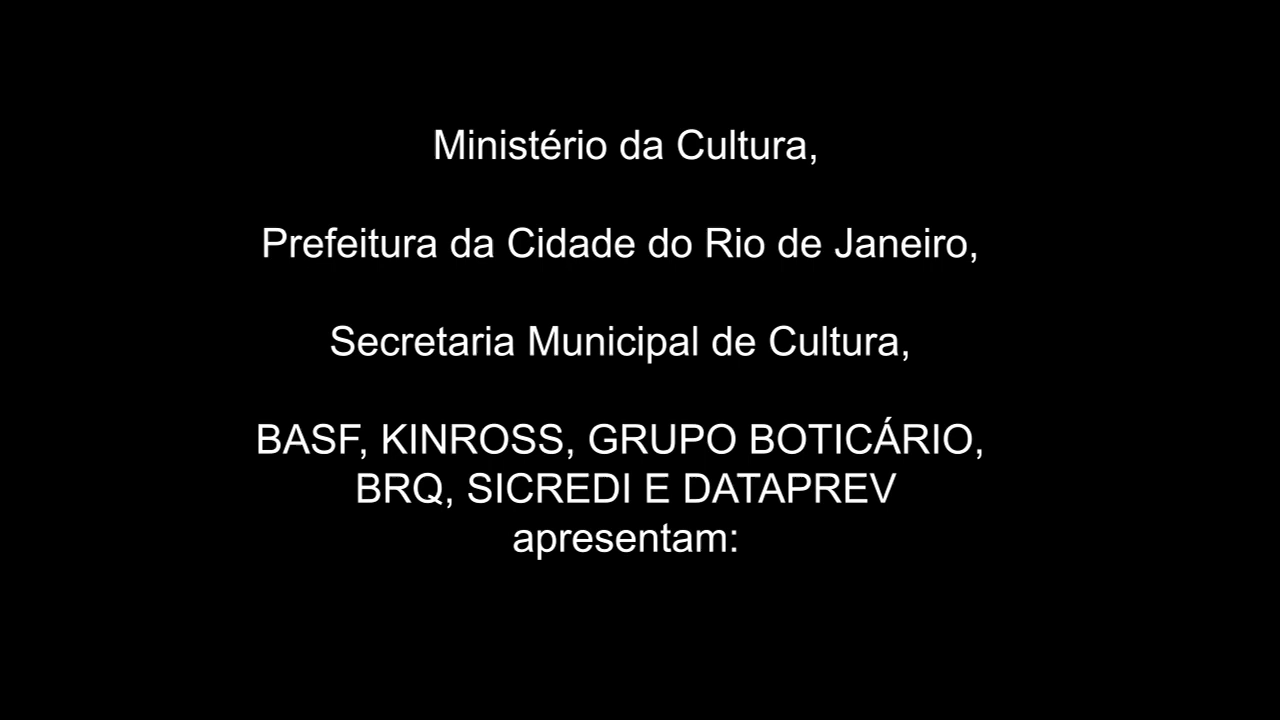 Ministério da Cultura,
Prefeitura da Cidade do Rio de Janeiro,
Secretaria Municipal de Cultura,
BASF, KINROSS, GRUPO BOTICÁRIO,
BRQ, SICREDI E DATAPREV
apresentam: